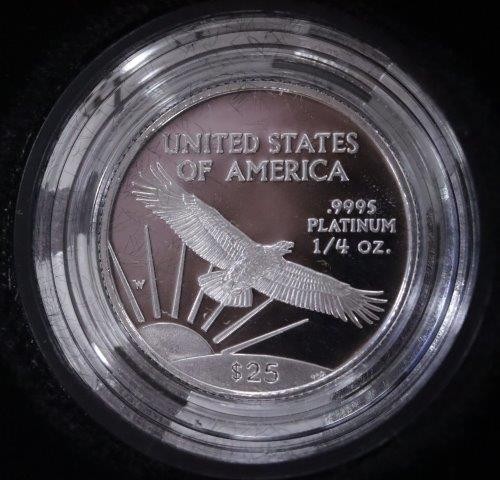 UNITED STATES
OF AMERICA
.9995
PLATINUM
1/4 oz.
W
$25